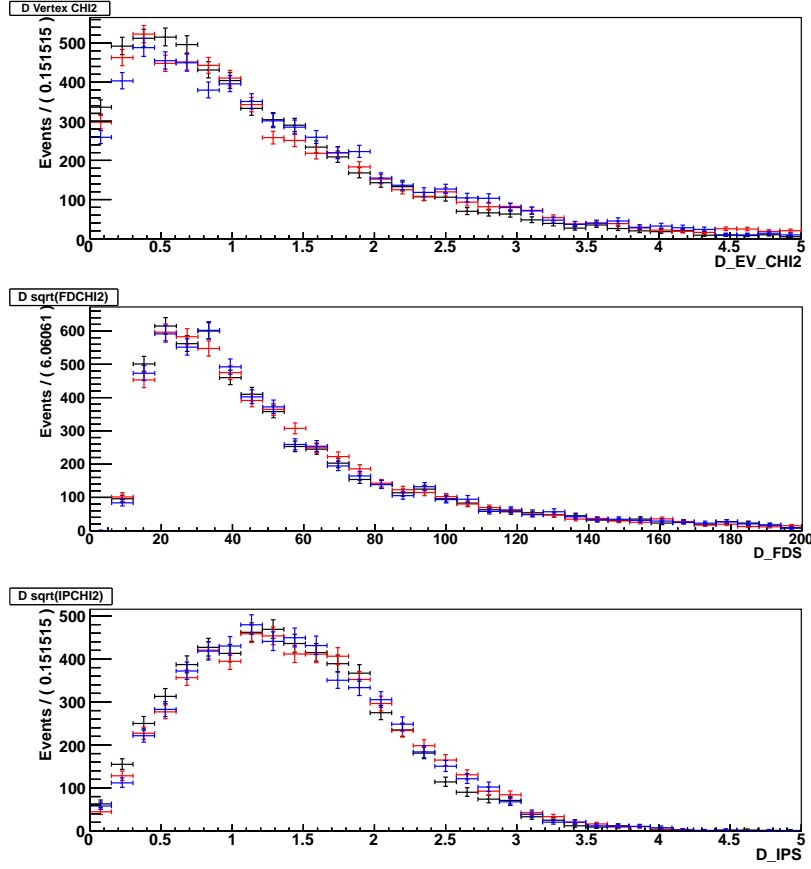 D Vertex CHI2
Events / ( 0.151515 )
500
400
300
200
100
0
0 0.5 1 1.5 2 2.5 3 3.5 4 4.5 5
D_EV_CHI2
D sqrt(FDCHI2)
Events / ( 6.06061 )
600
500
400
300
200
100
0
0 20 40 60 80 100 120 140 160 180 200
D_FDS
D sqrt(IPCHI2)
Events / ( 0.151515 )
500
400
300
200
100
0
0 0.5 1 1.5 2 2.5 3 3.5 4 4.5 5
D_IPS